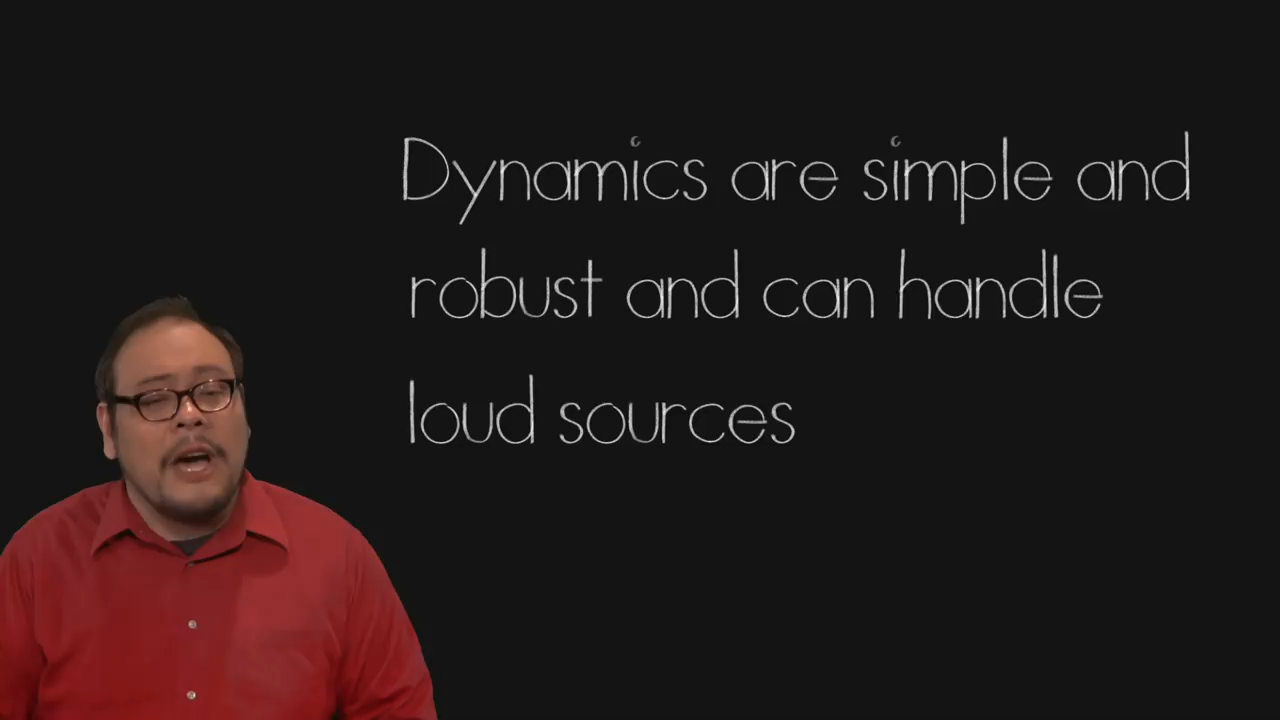 Dynamics are simple and
robust and can handle
loud sources